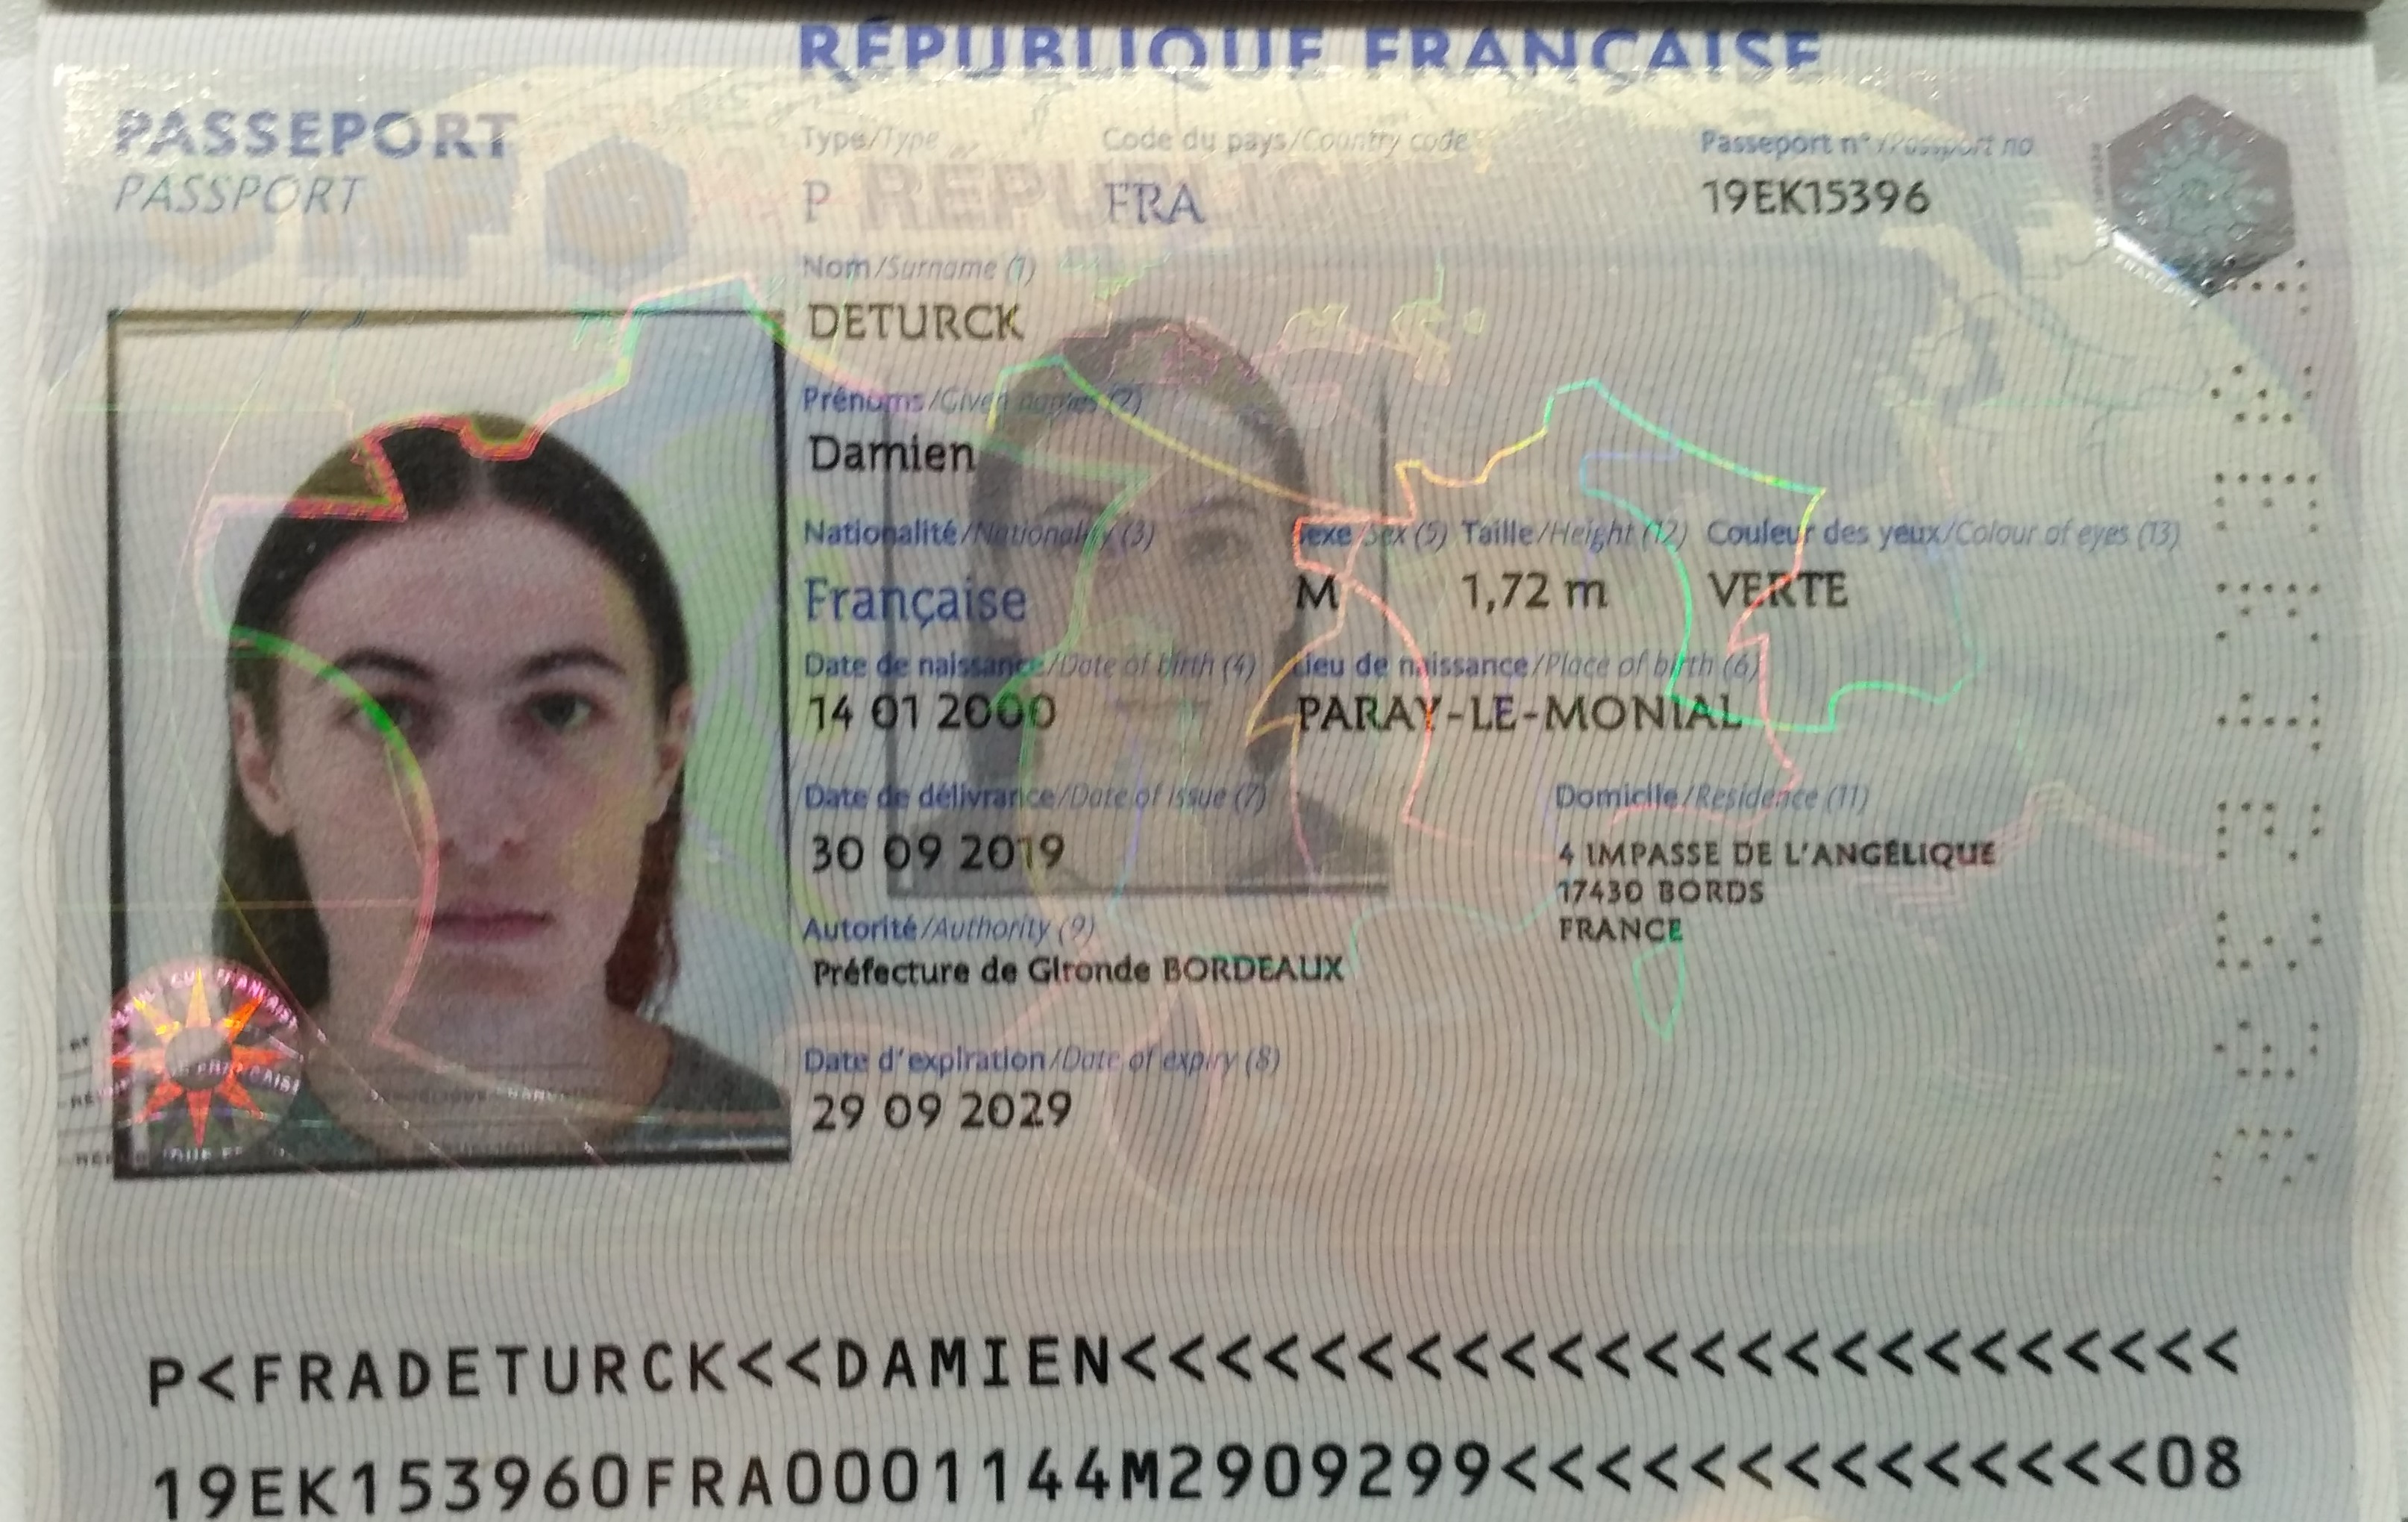 RÉPUBLIQUE FRANÇAISE
PASSEPORT
PASSPORT
Type/Type
Code du pays/Country code
Passeport n°/Passport no
P
RÉPUBLI
FRA
19EK15396
Nom/Surname (1)
DETURCK
Prénoms/Given names (2)
Damien
Nationalité/Nationality (3)
Sexe/Sex (5)
Taille/Height (12)
Couleur des yeux/Colour of eyes (13)
Française
M
1,72 m
VERTE
Date de naissance/Date of birth (4)
Lieu de naissance/Place of birth (6)
14 01 2000
PARAY-LE-MONIAL
Date de délivrance/Date of issue (7)
Domicile/Residence (11)
30 09 2019
4 IMPASSE DE L'ANGÉLIQUE
17430 BORDS
FRANCE
Autorité/Authority (9)
Préfecture de Gironde BORDEAUX
Date d'expiration/Date of expiry (8)
29 09 2029
P<FRADETURCK<<DAMIEN<<<<<<<<<<<<<<<<<<<<<<<<
19EK153960FRA0001144M2909299<<<<<<<<<<<<<<08